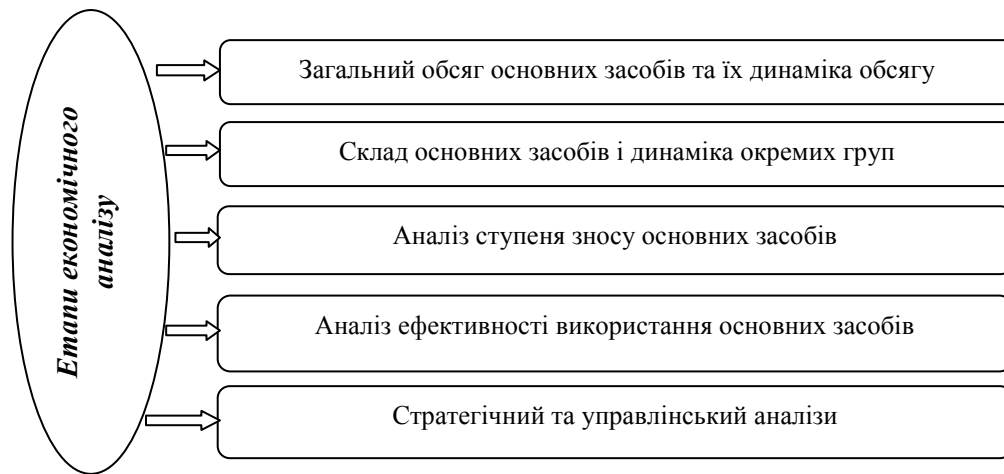 Етапи економічного
аналізу
Загальний обсяг основних засобів та їх динаміка обсягу
Склад основних засобів і динаміка окремих груп
Аналіз ступеня зносу основних засобів
Аналіз ефективності використання основних засобів
Стратегічний та управлінський аналізи